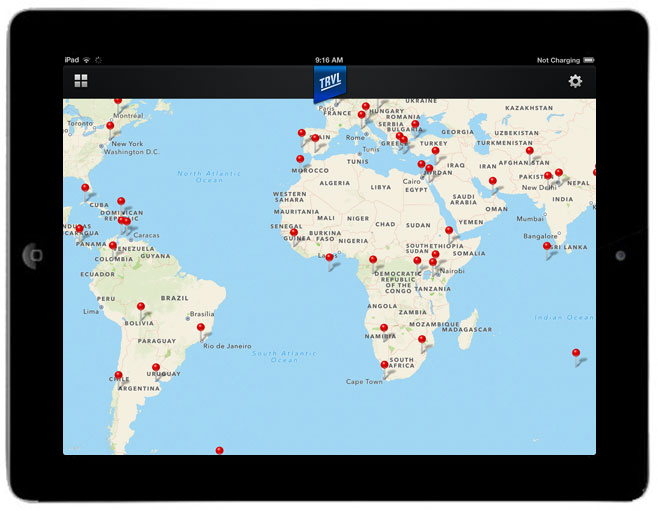 iPad
9:16 AM
Not Charging
TRVL
UKRAINE
Toronto
Montréal
Paris
FRANCE
HUNGARY
ROMANIA
KAZAKHSTAN
SERBIA
BULGARIA
GEORGIA
UZBEKISTAN
New York
Washington D.C.
SPAIN
Rome
GREECE
TURKEY
TURKMENISTAN
Tunis
TUNIS
IRAQ
IRAN
AFGHANISTAN
North Atlantic
Ocean
MOROCCO
ALGERIA
LIBYA
Cairo
EGYPT
JORDAN
PAKISTAN
New Delhi
NEPAL
CUBA
WESTERN
SAHARA
SAUDI
ARABIA
OMAN
INDIA
DOMINICAN
REPUBLIC
MAURITANIA
MALI
NIGER
CHAD
SUDAN
YEMEN
Mumbai
NICARAGUA
SENEGAL
GUINEA
BURKINA
FASO
NIGERIA
Bangalore
PANAMA
Caracas
VENEZUELA
SOUTH
SUDAN
ETHIOPIA
SOMALIA
SRI LANKA
COLOMBIA
GUYANA
Lagos
ECUADOR
DEMOCRATIC
REPUBLIC
OF THE
CONGO
Nairobi
TANZANIA
PERU
BRAZIL
ANGOLA
Lima
Brasília
ZAMBIA
Indian Ocean
BOLIVIA
MOZAMBIQUE
MADAGASCAR
PARAGUAY
NAMIBIA
Rio de Janeiro
South Atlantic
Ocean
SOUTH
AFRICA
CHILE
URUGUAY
Cape Town
ARGENTINA